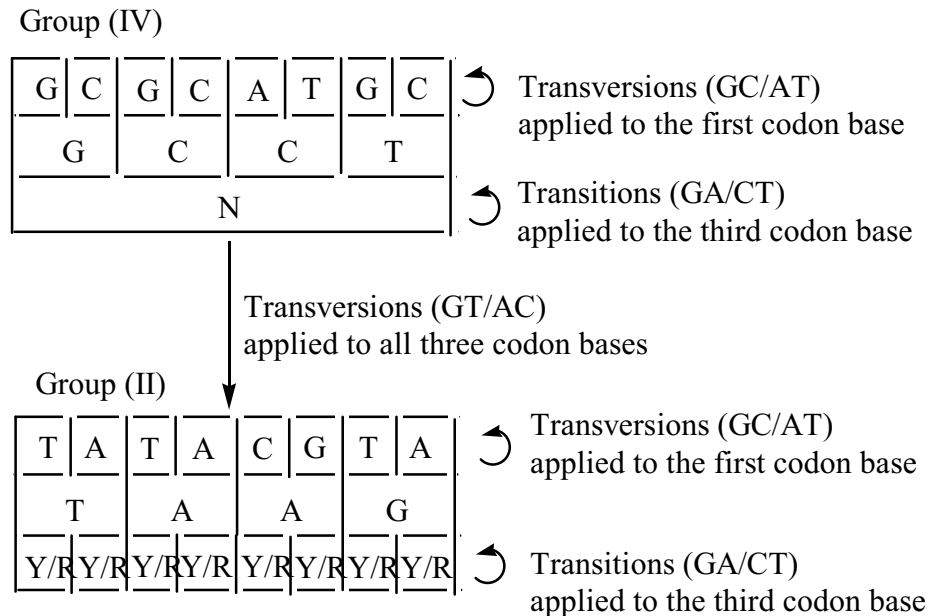 Group (IV)
G C G C A T G C
Transversions (GC/AT)
applied to the first codon base
G C C T
N
Transitions (GA/CT)
applied to the third codon base
Transversions (GT/AC)
applied to all three codon bases
Group (II)
T A T A C G T A
Transversions (GC/AT)
applied to the first codon base
T A A G
Y/R Y/R Y/R Y/R Y/R Y/R Y/R Y/R
Transitions (GA/CT)
applied to the third codon base